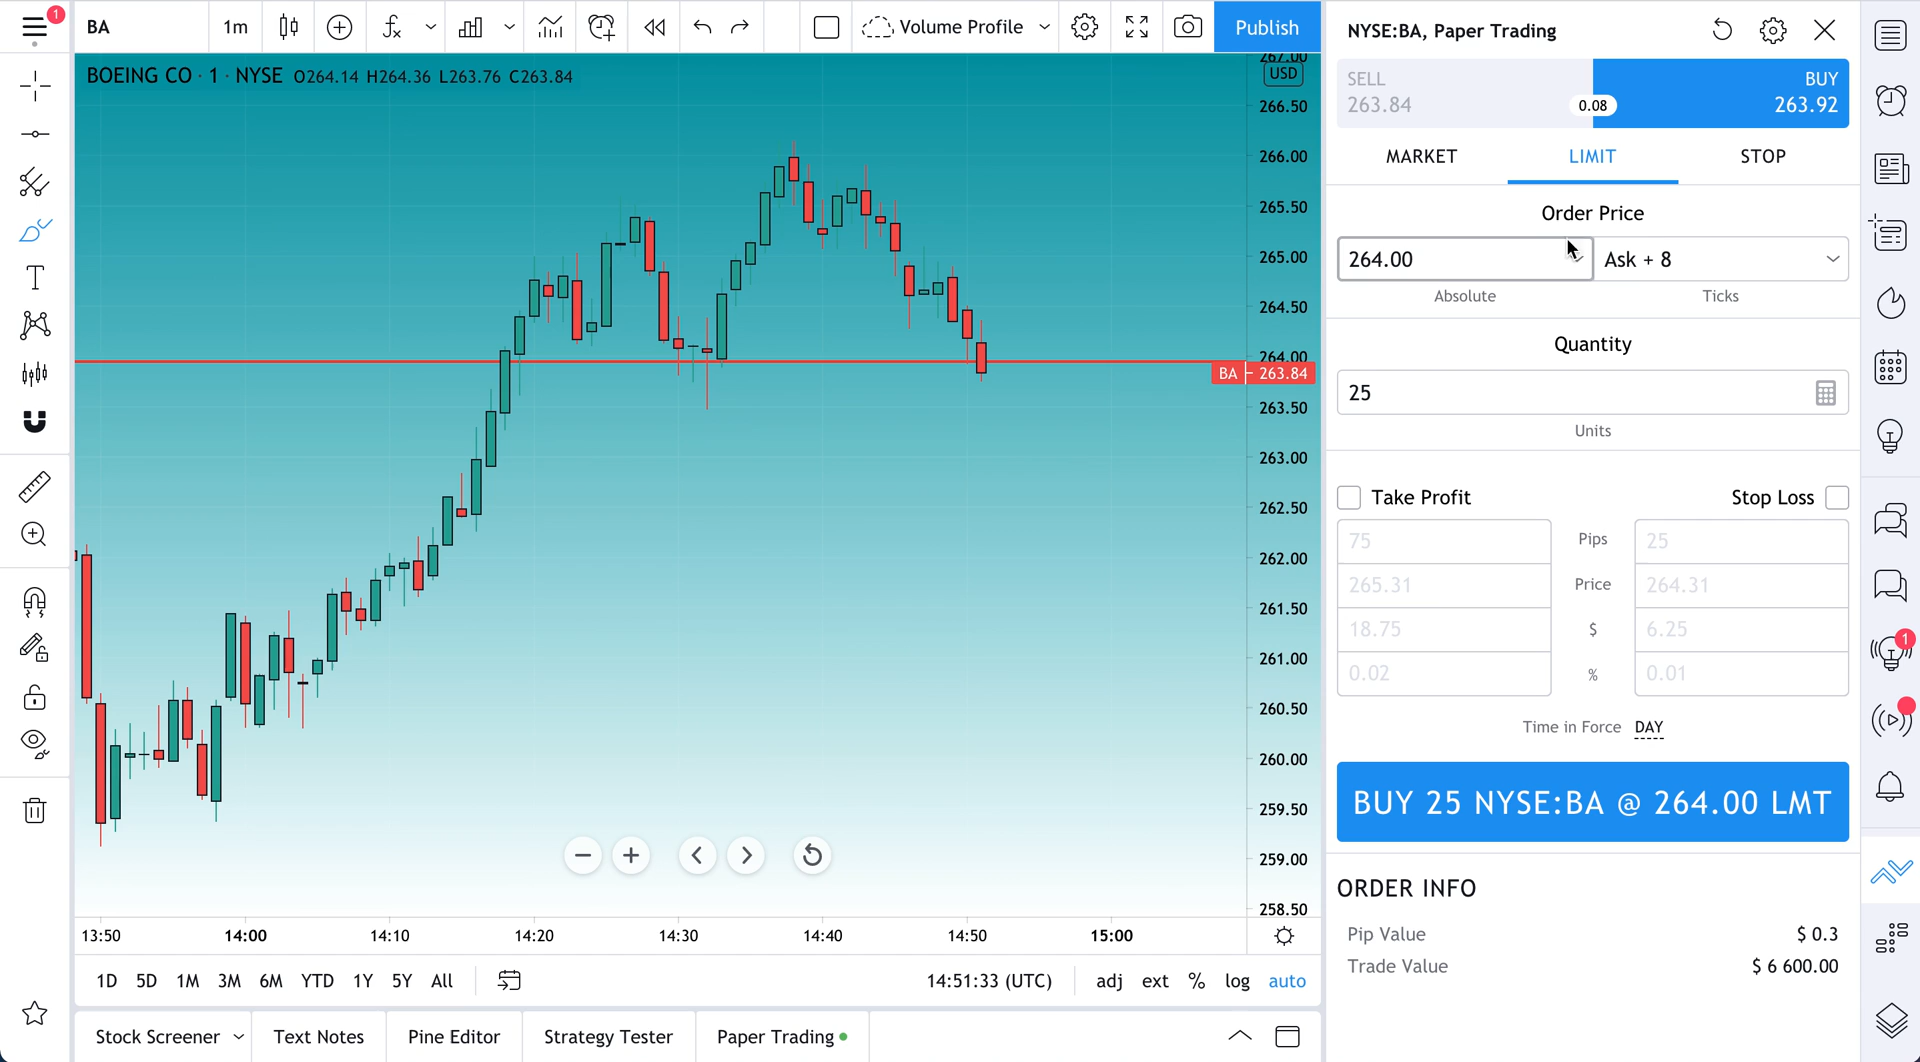 1
BA
1m
Volume Profile
Publish
NYSE:BA, Paper Trading
BOEING CO · 1 · NYSE O264.14 H264.36 L263.76 C263.84
267.00
USD
266.50
266.00
265.50
265.00
264.50
264.00
BA 263.84
263.50
263.00
262.50
262.00
261.50
261.00
260.50
260.00
259.50
259.00
258.50
13:50 14:00 14:10 14:20 14:30 14:40 14:50 15:00
1D 5D 1M 3M 6M YTD 1Y 5Y All
14:51:33 (UTC) adj ext % log auto
Stock Screener Text Notes Pine Editor Strategy Tester Paper Trading
SELL BUY
263.84 0.08 263.92
MARKET LIMIT STOP
Order Price
264.00 Ask + 8
Absolute Ticks
Quantity
25
Units
Take Profit Stop Loss
75 Pips 25
265.31 Price 264.31
18.75 $ 6.25
0.02 % 0.01
Time in Force DAY
BUY 25 NYSE:BA @ 264.00 LMT
ORDER INFO
Pip Value $ 0.3
Trade Value $ 6 600.00
1